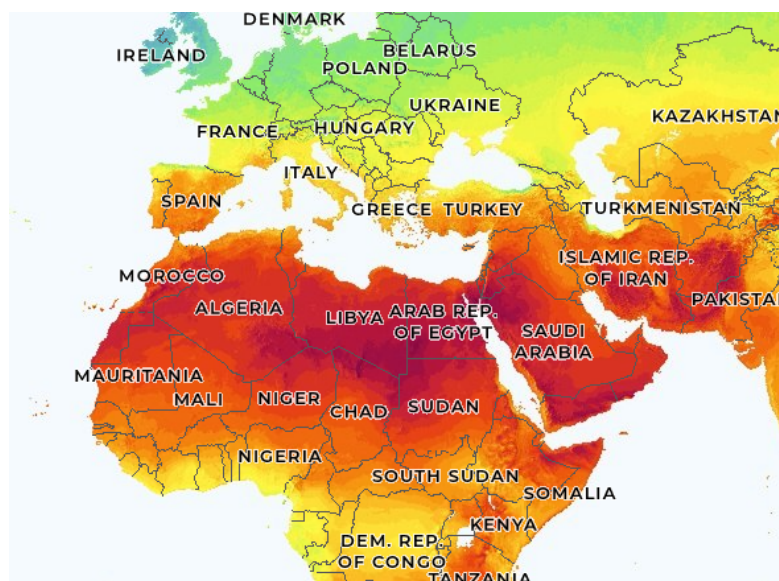 DENMARK
IRELAND
BELARUS
POLAND
UKRAINE
KAZAKHSTAN
FRANCE
HUNGARY
ITALY
SPAIN
GREECE
TURKEY
TURKMENISTAN
ISLAMIC REP.
OF IRAN
MOROCCO
ALGERIA
LIBYA
ARAB REP.
OF EGYPT
PAKISTAN
SAUDI
ARABIA
MAURITANIA
MALI
NIGER
CHAD
SUDAN
NIGERIA
SOUTH SUDAN
SOMALIA
KENYA
DEM. REP.
OF CONGO
TANZANIA